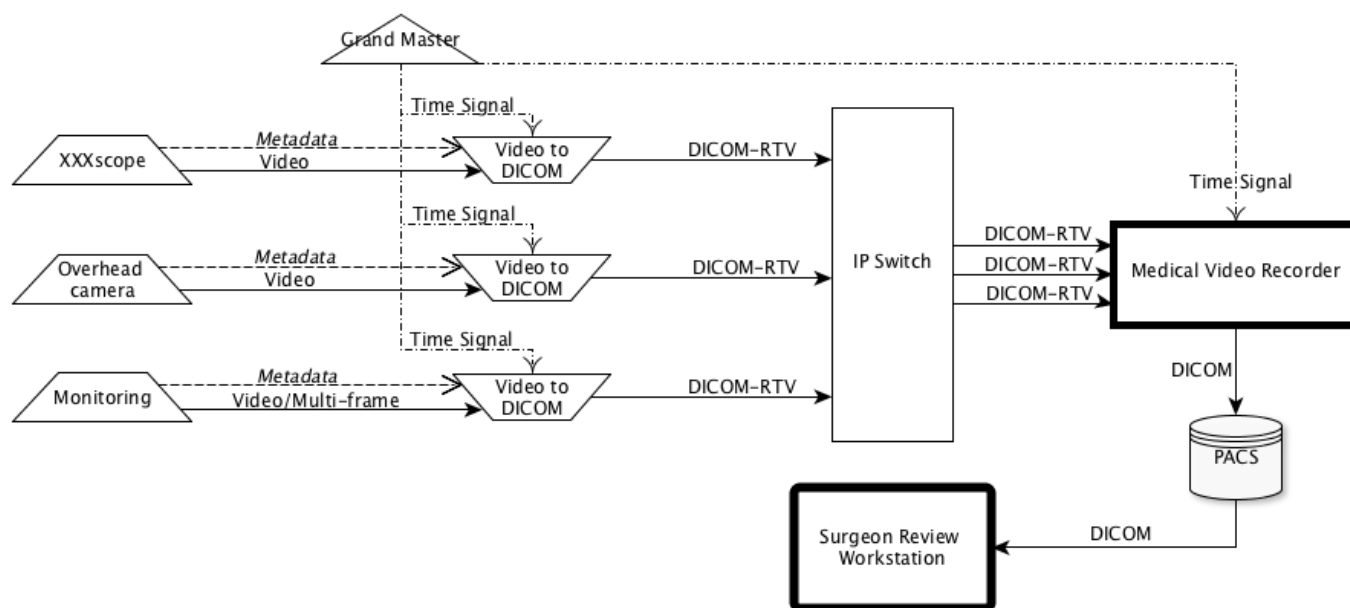 Grand Master
Time Signal
XXXscope
Metadata
Video
Video to
DICOM
DICOM-RTV
Time Signal
Time Signal
Overhead
camera
Metadata
Video
Video to
DICOM
DICOM-RTV
IP Switch
DICOM-RTV
DICOM-RTV
DICOM-RTV
Medical Video Recorder
Time Signal
Monitoring
Metadata
Video/Multi-frame
Video to
DICOM
DICOM-RTV
DICOM
PACS
DICOM
Surgeon Review
Workstation